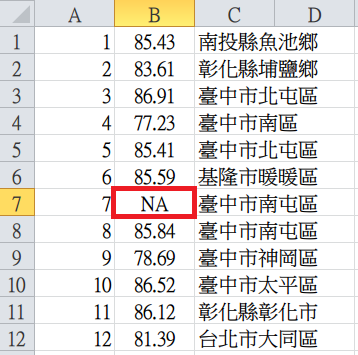 A B C D
1 1 85.43 南投縣魚池鄉
2 2 83.61 彰化縣埔鹽鄉
3 3 86.91 臺中市北屯區
4 4 77.23 臺中市南區
5 5 85.41 臺中市北屯區
6 6 85.59 基隆市暖暖區
7 7 NA 臺中市南屯區
8 8 85.84 臺中市南屯區
9 9 78.69 臺中市神岡區
10 10 86.52 臺中市太平區
11 11 86.12 彰化縣彰化市
12 12 81.39 台北市大同區